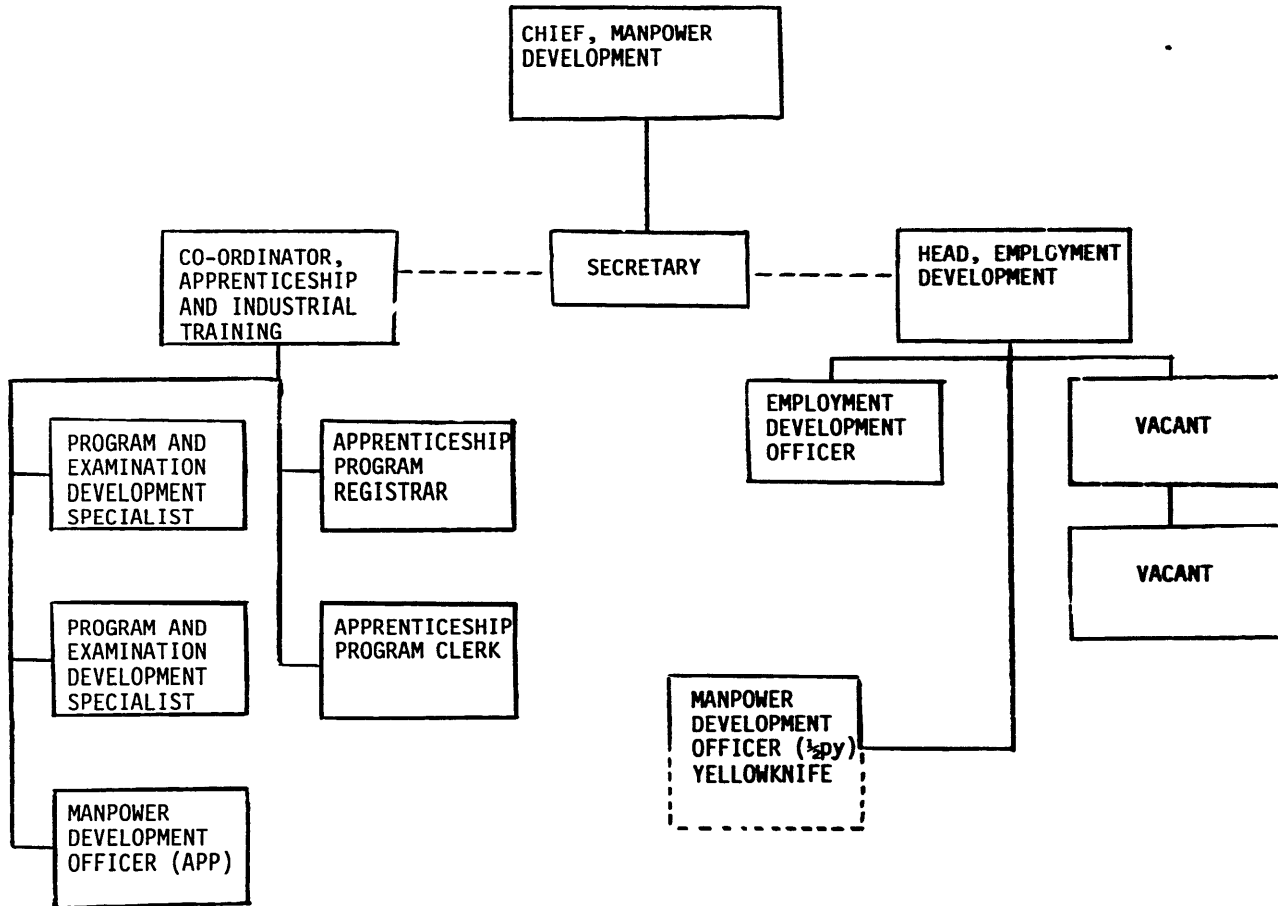 CHIEF, MANPOWER
DEVELOPMENT
CO-ORDINATOR,
APPRENTICESHIP
AND INDUSTRIAL
TRAINING
SECRETARY
HEAD, EMPLOYMENT
DEVELOPMENT
PROGRAM AND
EXAMINATION
DEVELOPMENT
SPECIALIST
APPRENTICESHIP
PROGRAM
REGISTRAR
EMPLOYMENT
DEVELOPMENT
OFFICER
VACANT
VACANT
PROGRAM AND
EXAMINATION
DEVELOPMENT
SPECIALIST
APPRENTICESHIP
PROGRAM CLERK
MANPOWER
DEVELOPMENT
OFFICER (½py)
YELLOWKNIFE
MANPOWER
DEVELOPMENT
OFFICER (APP)